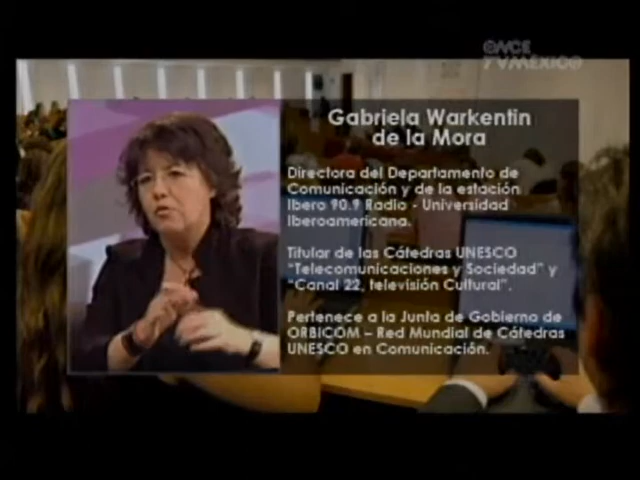 ONCE
TV MÉXICO
Gabriela Warkentin
de la Mora
Directora del Departamento de
Comunicación y de la estación
Ibero 90.9 Radio - Universidad
Iberoamericana.
Titular de las Cátedras UNESCO
“Telecomunicaciones y Sociedad” y
“Canal 22, televisión Cultural”.
Pertenece a la Junta de Gobierno de
ORBICOM – Red Mundial de Cátedras
UNESCO en Comunicación.